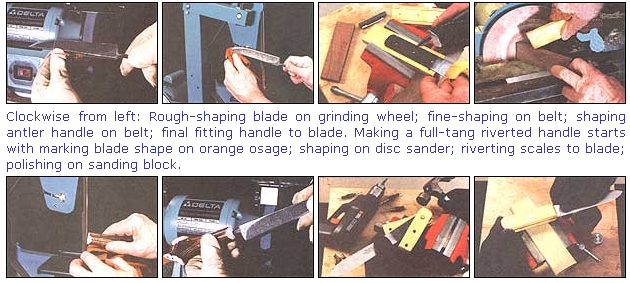 DELTA
Clockwise from left: Rough-shaping blade on grinding wheel; fine-shaping on belt; shaping
antler handle on belt; final fitting handle to blade. Making a full-tang riverted handle starts
with marking blade shape on orange osage; shaping on disc sander; riverting scales to blade;
polishing on sanding block.
DELTA